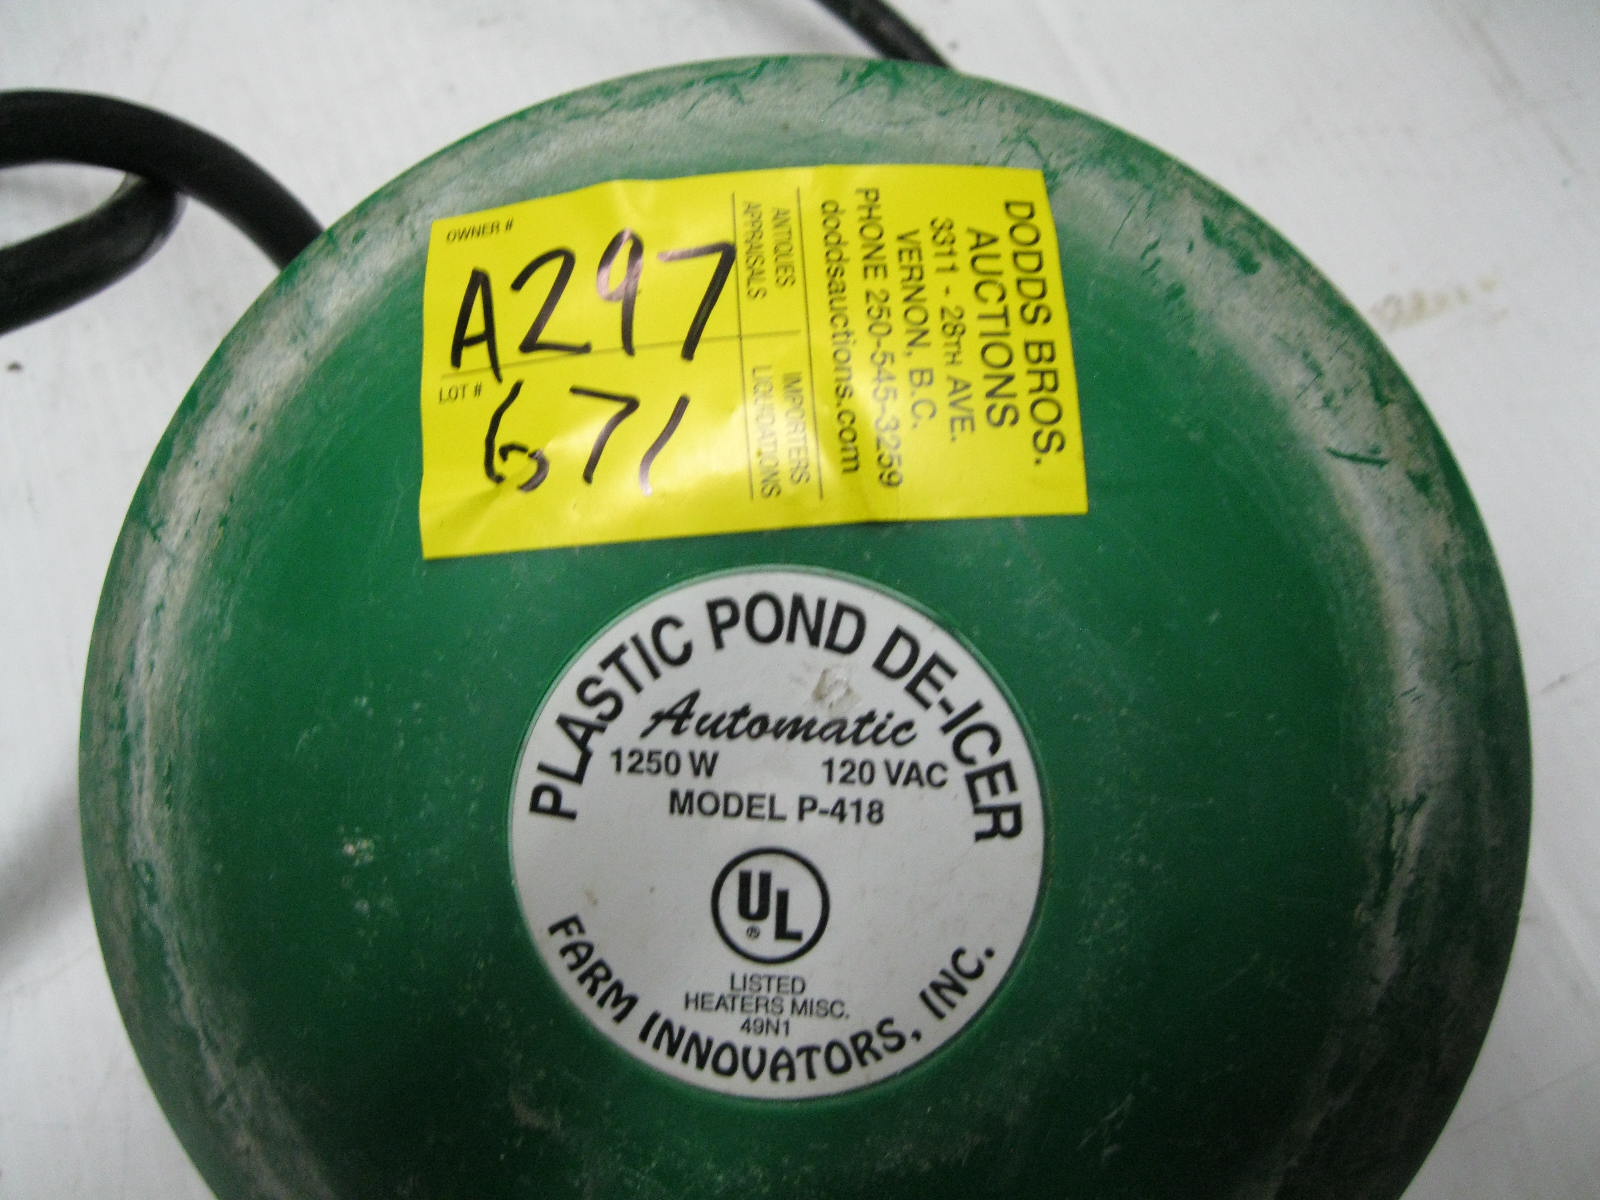 OWNER #
A297
LOT #
671
ANTIQUES
APPRAISALS
IMPORTERS
LIQUIDATIONS
DODDS BROS.
AUCTIONS
3311 - 28TH AVE.
VERNON, B.C.
PHONE 250-545-3259
doddsauctions.com
PLASTIC POND DE-ICER
Automatic
1250 W 120 VAC
MODEL P-418
UL®
LISTED
HEATERS MISC.
49N1
FARM INNOVATORS, INC.